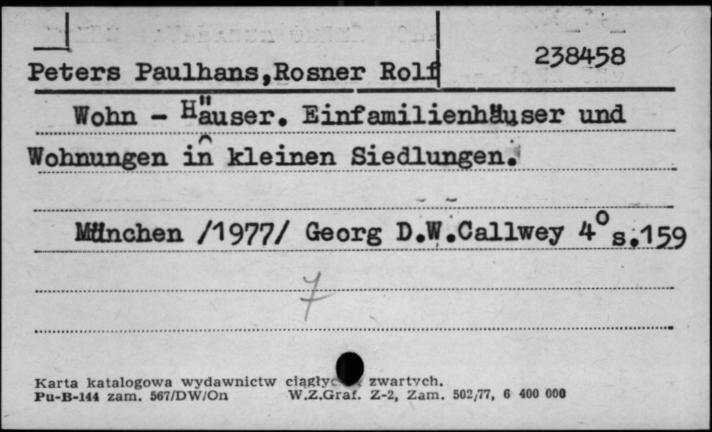 238458
Peters Paulhans,Rosner Rolf
Wohn - Häuser. Einfamilienhäuser und
Wohnungen in kleinen Siedlungen.
München /1977/ Georg D.W.Callwey 4° s.159
7
Karta katalogowa wydawnictw zwartych.
Pu-B-144 zam. 567/DW/On W.Z.Graf. Z-2, Zam. 502/77, 6 400 000